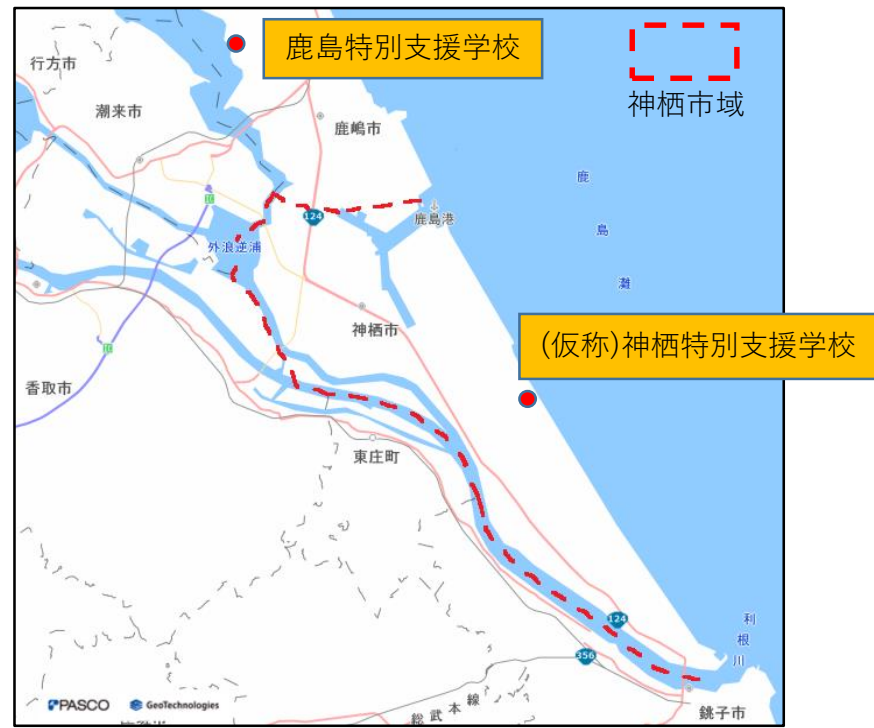 鹿島特別支援学校
神栖市域
行方市
潮来市
鹿嶋市
124
鹿島港
外浪逆浦
鹿島灘
神栖市
(仮称)神栖特別支援学校
香取市
東庄町
124
利根川
356
PASCO
GeoTechnologies
総武本線
銚子市